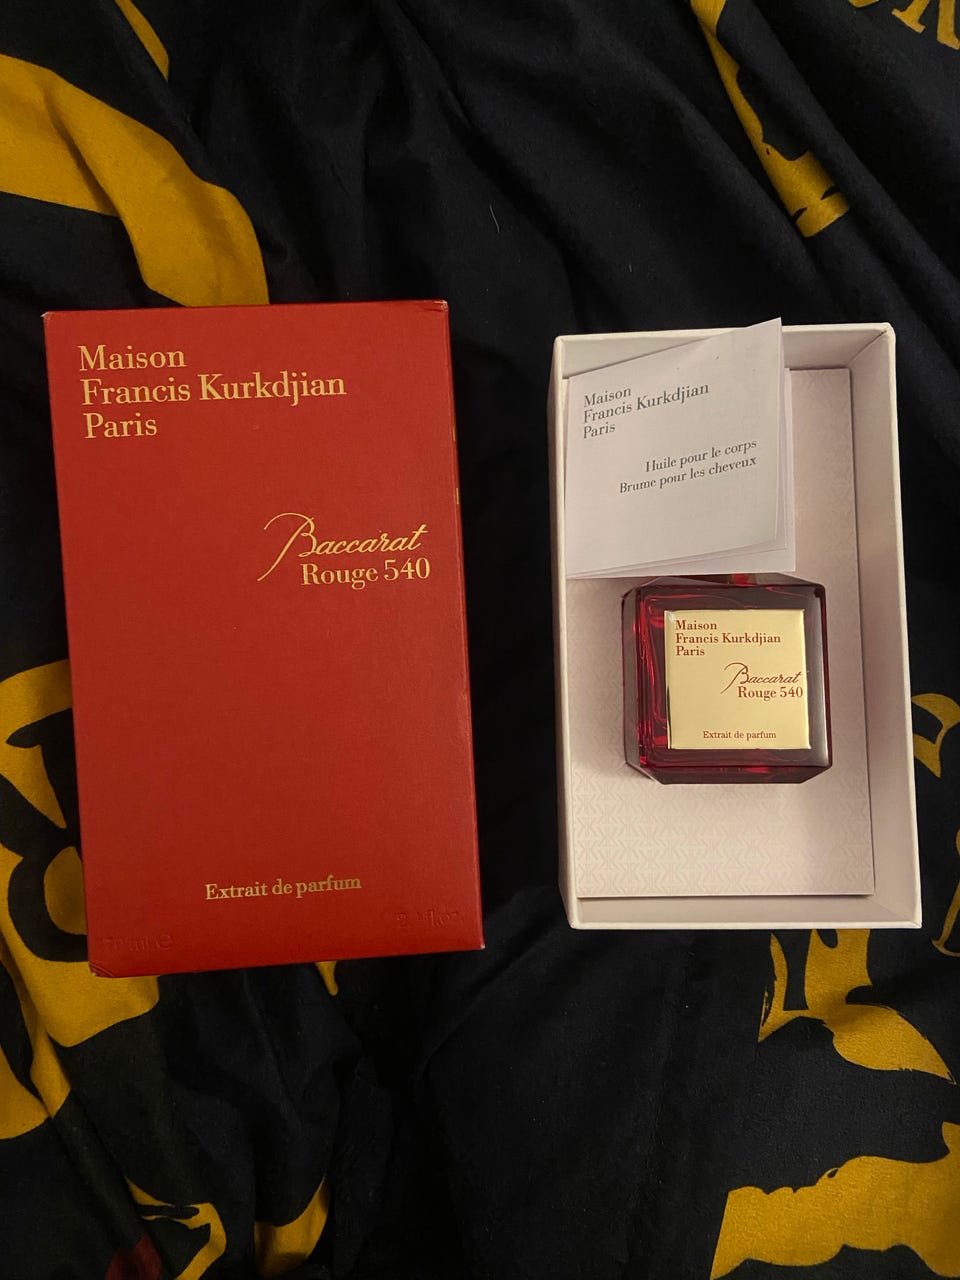 Maison
Francis Kurkdjian
Paris
Baccarat
Rouge 540
Extrait de parfum
Maison
Francis Kurkdjian
Paris
Huile pour le corps
Brume pour les cheveux
Maison
Francis Kurkdjian
Paris
Baccarat
Rouge 540
Extrait de parfum